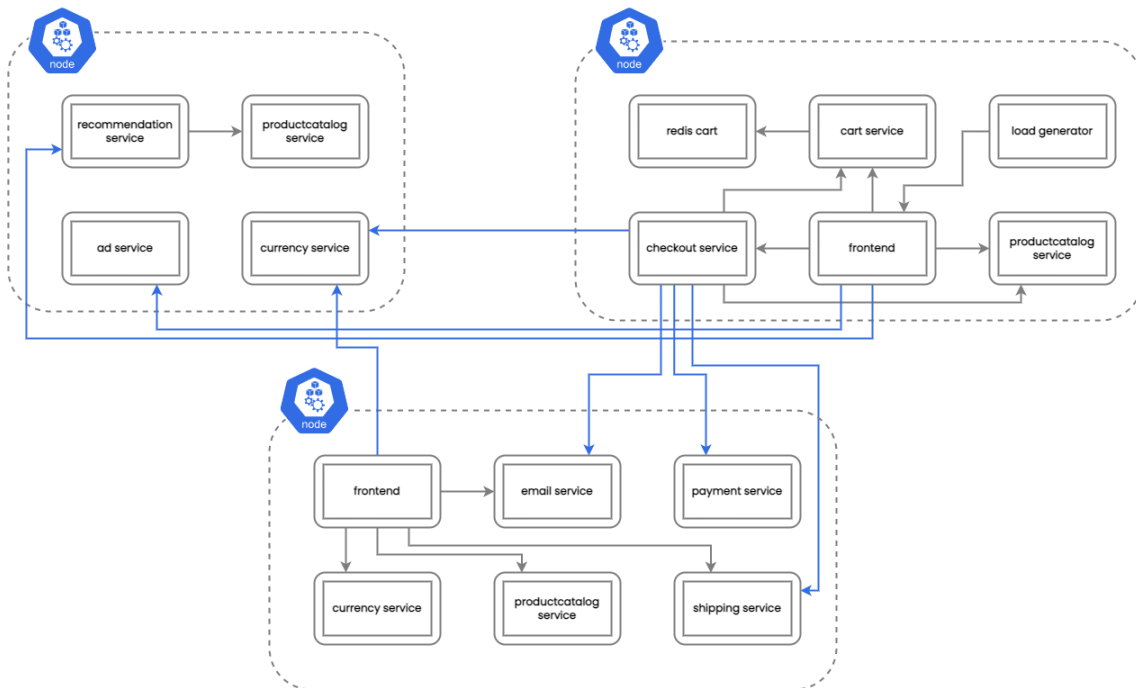 node
node
recommendation
service
productcatalog
service
redis cart
cart service
load generator
ad service
currency service
checkout service
frontend
productcatalog
service
node
frontend
email service
payment service
currency service
productcatalog
service
shipping service